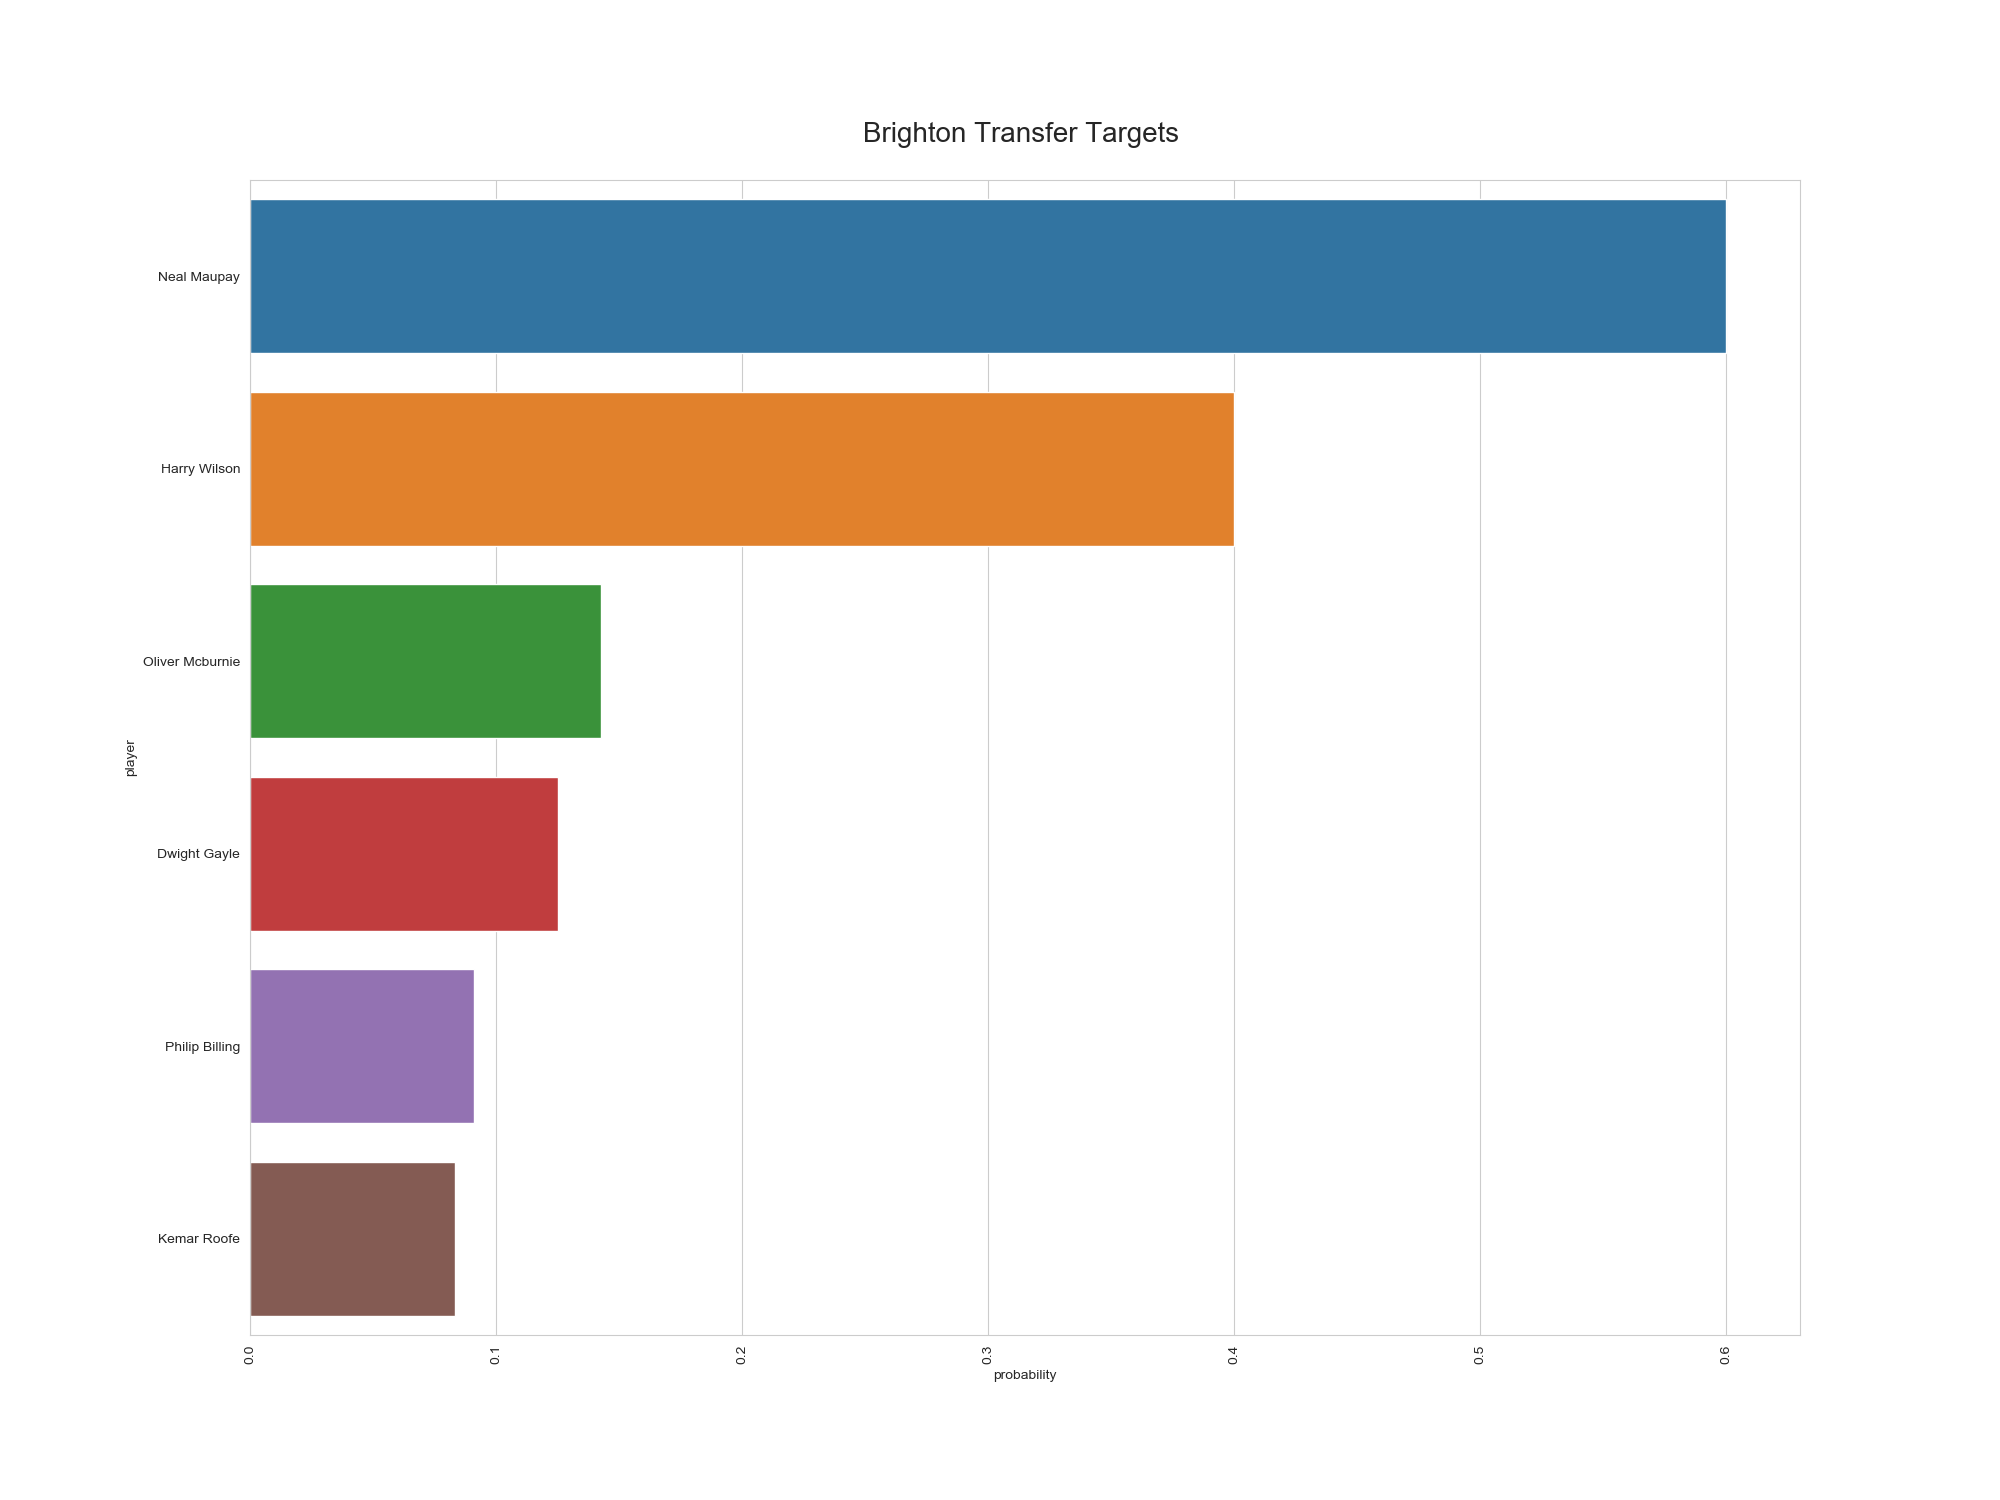 Brighton Transfer Targets
Neal Maupay
Harry Wilson
Oliver Mcburnie
Dwight Gayle
Philip Billing
Kemar Roofe
player
0.0
0.1
0.2
0.3
0.4
0.5
0.6
probability